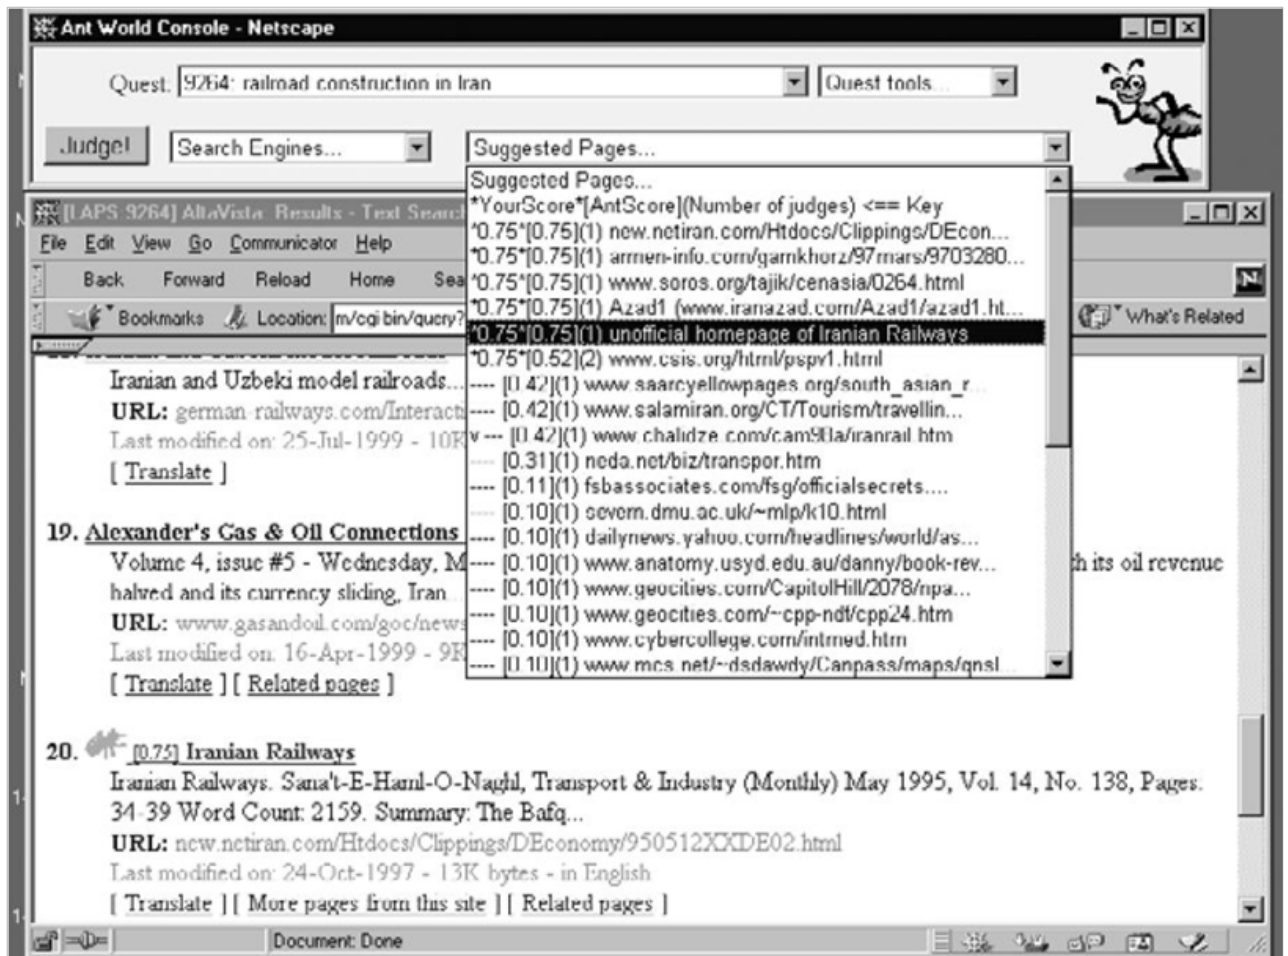 Ant World Console - Netscape
Quest: 9264: railroad construction in Iran
Quest tools...
Judge!
Search Engines...
Suggested Pages...
Suggested Pages...
*YourScore*[AntScore](Number of judges) <== Key
*0.75*[0.75](1) new.netiran.com/Htdocs/Clippings/DEcon...
*0.75*[0.75](1) armen-info.com/gamkhorz/97mars/9703280...
*0.75*[0.75](1) www.soros.org/tajik/cenasia/0264.html
*0.75*[0.75](1) Azad1 (www.iranazad.com/Azad1/azad1.ht...
*0.75*[0.75](1) unofficial homepage of Iranian Railways
*0.75*[0.52](2) www.csis.org/html/pspv1.html
---- [0.42](1) www.saarcyellowpages.org/south_asian_r...
---- [0.42](1) www.salamiran.org/CT/Tourism/travellin...
v --- [0.42](1) www.chalidze.com/cam98a/iranrail.htm
---- [0.31](1) neda.net/biz/transpor.htm
---- [0.11](1) fsbassociates.com/fsg/officialsecrets....
---- [0.10](1) severn.dmu.ac.uk/~mlp/k10.html
---- [0.10](1) dailynews.yahoo.com/headlines/world/as...
---- [0.10](1) www.anatomy.usyd.edu.au/danny/book-rev...
---- [0.10](1) www.geocities.com/CapitolHill/2078/npa...
---- [0.10](1) www.geocities.com/~cpp-ndt/cpp24.htm
---- [0.10](1) www.cybercollege.com/intmed.htm
---- [0.10](1) www.mcs.net/~dsdawdy/Canpass/maps/qnsl...
[LAPS 9264] AltaVista: Results - Text Search
File Edit View Go Communicator Help
Back Forward Reload Home Sea
Bookmarks Location: m/cgi bin/query? What's Related
Iranian and Uzbeki model railroads...
URL: german-railways.com/Interacti
Last modified on: 25-Jul-1999 - 10K
[ Translate ]
19. Alexander's Gas & Oil Connections
Volume 4, issue #5 - Wednesday, M h its oil revenue
halved and its currency sliding, Iran
URL: www.gasandoil.com/goc/news
Last modified on: 16-Apr-1999 - 9K
[ Translate ] [ Related pages ]
20. [0.75] Iranian Railways
Iranian Railways. Sana't-E-Haml-O-Naghl, Transport & Industry (Monthly) May 1995, Vol. 14, No. 138, Pages.
34-39 Word Count: 2159. Summary: The Bafq...
URL: new.netiran.com/Htdocs/Clippings/DEconomy/950512XXDE02.html
Last modified on: 24-Oct-1997 - 13K bytes - in English
[ Translate ] [ More pages from this site ] [ Related pages ]
Document: Done